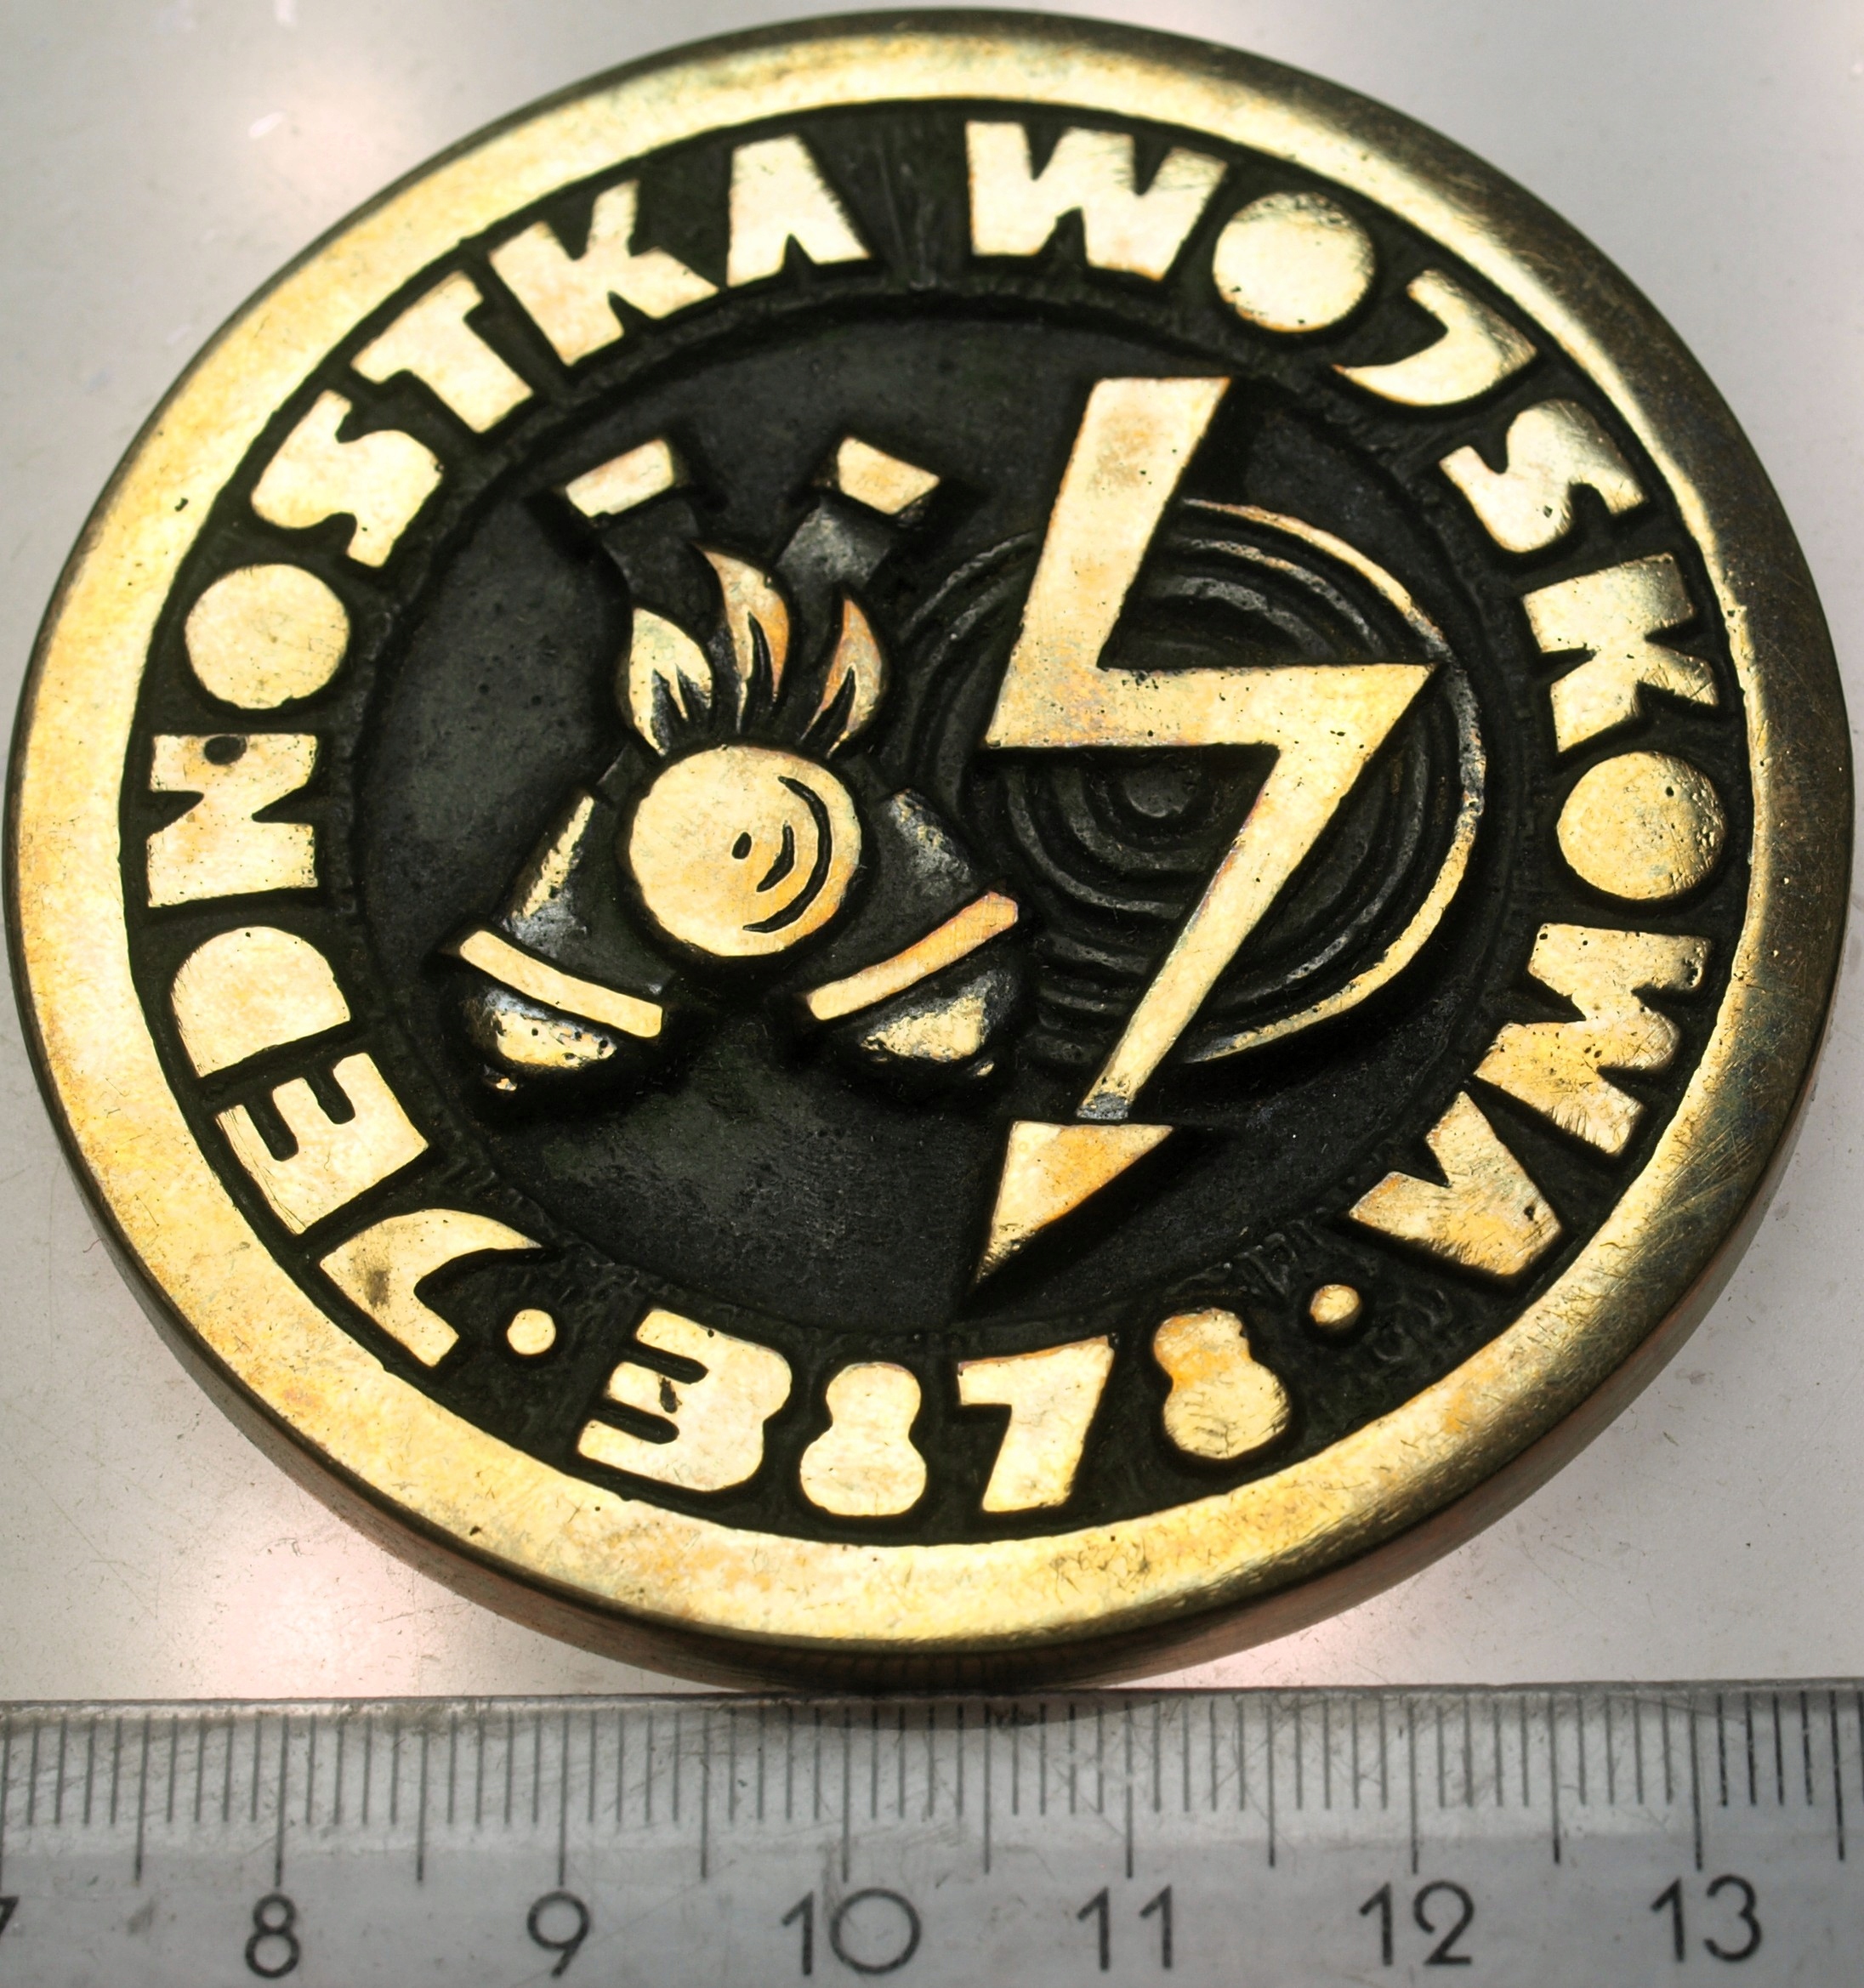 JEDNOSTKA WOJSKOWA
• 3878 •
7 8 9 10 11 12 13